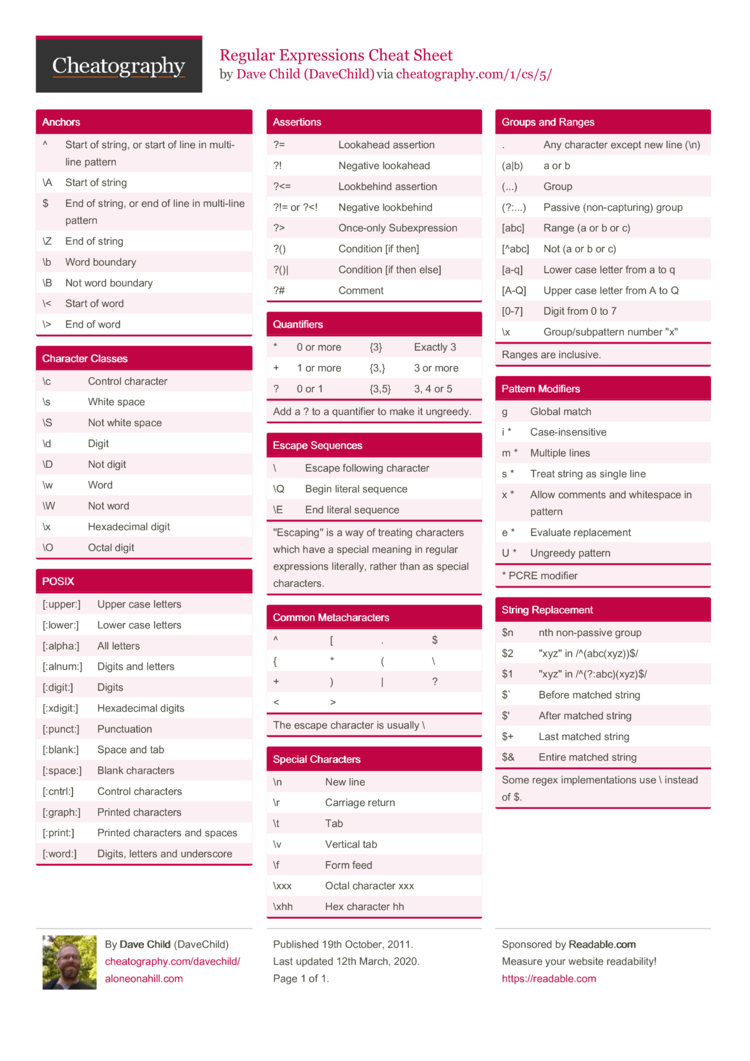 Cheatography
Regular Expressions Cheat Sheet
by Dave Child (DaveChild) via cheatography.com/1/cs/5/
Anchors
^ Start of string, or start of line in multi-
line pattern
\A Start of string
$ End of string, or end of line in multi-line
pattern
\Z End of string
\b Word boundary
\B Not word boundary
\< Start of word
\> End of word
Character Classes
\c Control character
\s White space
\S Not white space
\d Digit
\D Not digit
\w Word
\W Not word
\x Hexadecimal digit
\O Octal digit
POSIX
[:upper:] Upper case letters
[:lower:] Lower case letters
[:alpha:] All letters
[:alnum:] Digits and letters
[:digit:] Digits
[:xdigit:] Hexadecimal digits
[:punct:] Punctuation
[:blank:] Space and tab
[:space:] Blank characters
[:cntrl:] Control characters
[:graph:] Printed characters
[:print:] Printed characters and spaces
[:word:] Digits, letters and underscore
Assertions
?= Lookahead assertion
?! Negative lookahead
?<= Lookbehind assertion
?!= or ?<! Negative lookbehind
?> Once-only Subexpression
?() Condition [if then]
?()| Condition [if then else]
?# Comment
Quantifiers
* 0 or more {3} Exactly 3
+ 1 or more {3,} 3 or more
? 0 or 1 {3,5} 3, 4 or 5
Add a ? to a quantifier to make it ungreedy.
Escape Sequences
\ Escape following character
\Q Begin literal sequence
\E End literal sequence
"Escaping" is a way of treating characters
which have a special meaning in regular
expressions literally, rather than as special
characters.
Common Metacharacters
^ [ . $
{ * ( \
+ ) | ?
< >
The escape character is usually \
Special Characters
\n New line
\r Carriage return
\t Tab
\v Vertical tab
\f Form feed
\xxx Octal character xxx
\xhh Hex character hh
Groups and Ranges
. Any character except new line (\n)
(a|b) a or b
(...) Group
(?:...) Passive (non-capturing) group
[abc] Range (a or b or c)
[^abc] Not (a or b or c)
[a-q] Lower case letter from a to q
[A-Q] Upper case letter from A to Q
[0-7] Digit from 0 to 7
\x Group/subpattern number "x"
Ranges are inclusive.
Pattern Modifiers
g Global match
i * Case-insensitive
m * Multiple lines
s * Treat string as single line
x * Allow comments and whitespace in
pattern
e * Evaluate replacement
U * Ungreedy pattern
* PCRE modifier
String Replacement
$n nth non-passive group
$2 "xyz" in /^(abc(xyz))$/
$1 "xyz" in /^(?:abc)(xyz)$/
$` Before matched string
$' After matched string
$+ Last matched string
$& Entire matched string
Some regex implementations use \ instead
of $.
By Dave Child (DaveChild)
cheatography.com/davechild/
aloneonahill.com
Published 19th October, 2011.
Last updated 12th March, 2020.
Page 1 of 1.
Sponsored by Readable.com
Measure your website readability!
https://readable.com